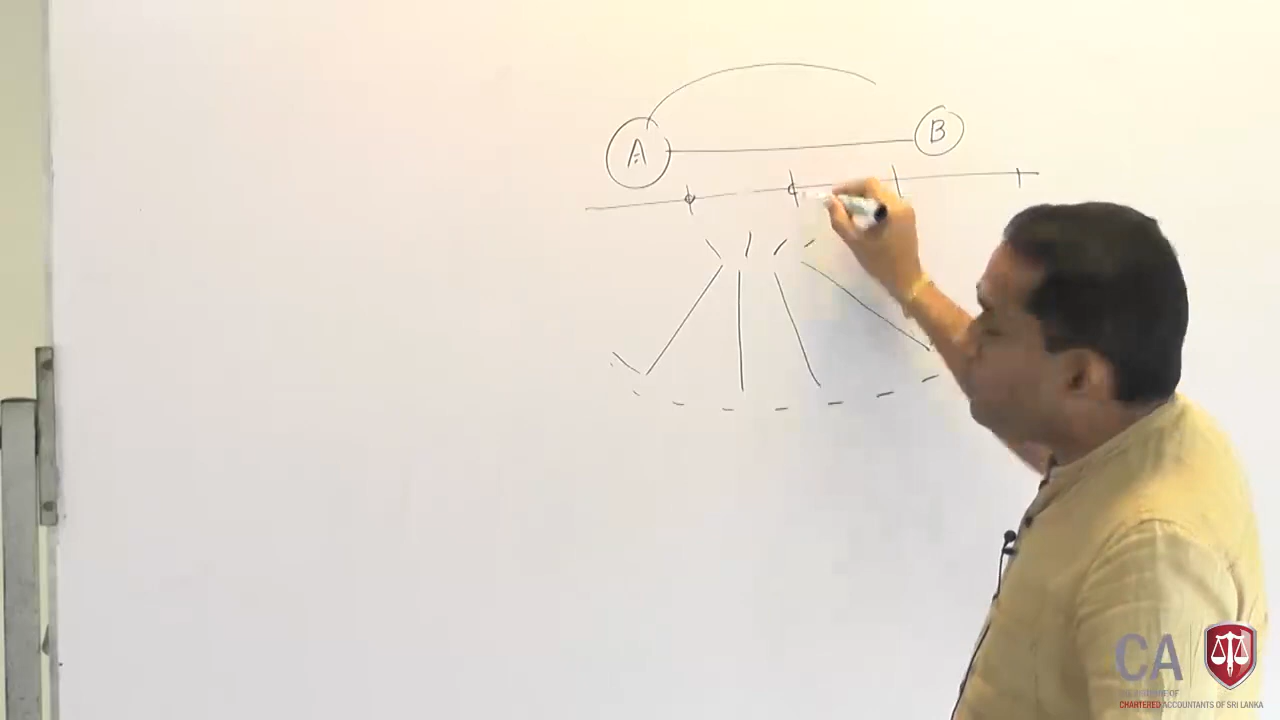 A
B
CA
THE INSTITUTE OF
CHARTERED ACCOUNTANTS OF SRI LANKA